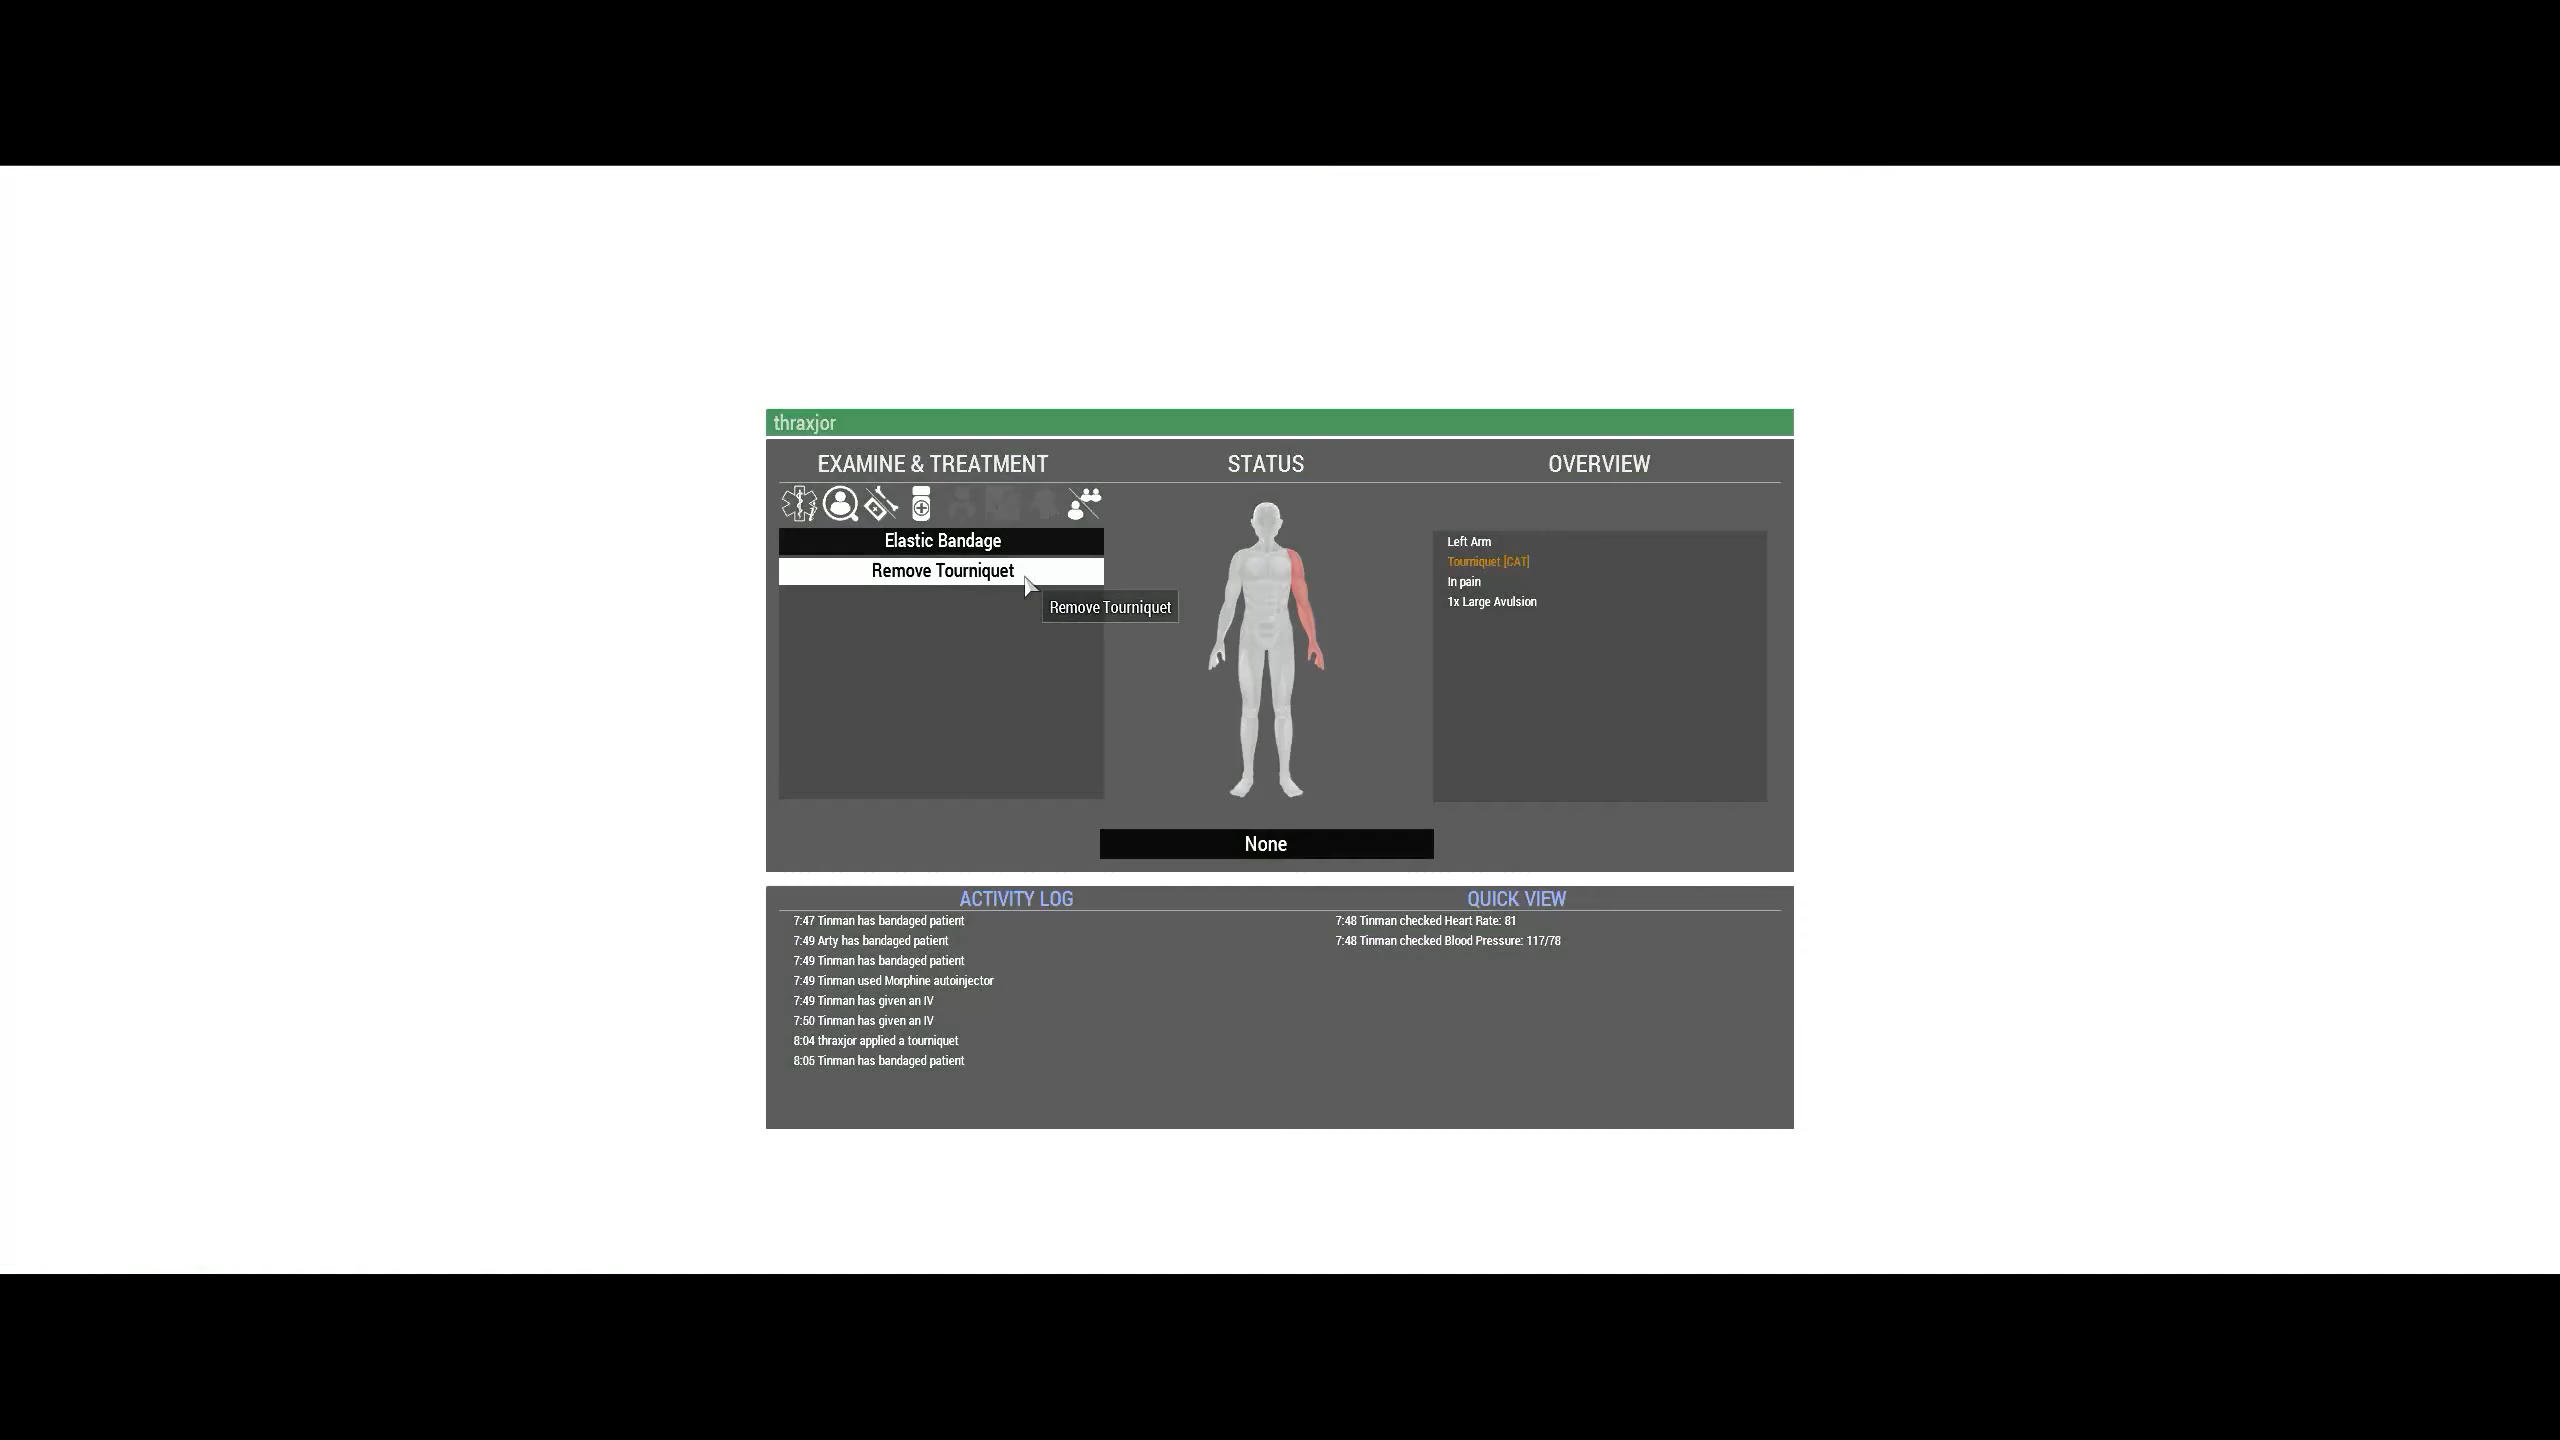 thraxjor
EXAMINE & TREATMENT
STATUS
OVERVIEW
Elastic Bandage
Remove Tourniquet
Remove Tourniquet
Left Arm
Tourniquet [CAT]
In pain
1x Large Avulsion
None
ACTIVITY LOG
7:47 Tinman has bandaged patient
7:49 Arty has bandaged patient
7:49 Tinman has bandaged patient
7:49 Tinman used Morphine autoinjector
7:49 Tinman has given an IV
7:50 Tinman has given an IV
8:04 thraxjor applied a tourniquet
8:05 Tinman has bandaged patient
QUICK VIEW
7:48 Tinman checked Heart Rate: 81
7:48 Tinman checked Blood Pressure: 117/78